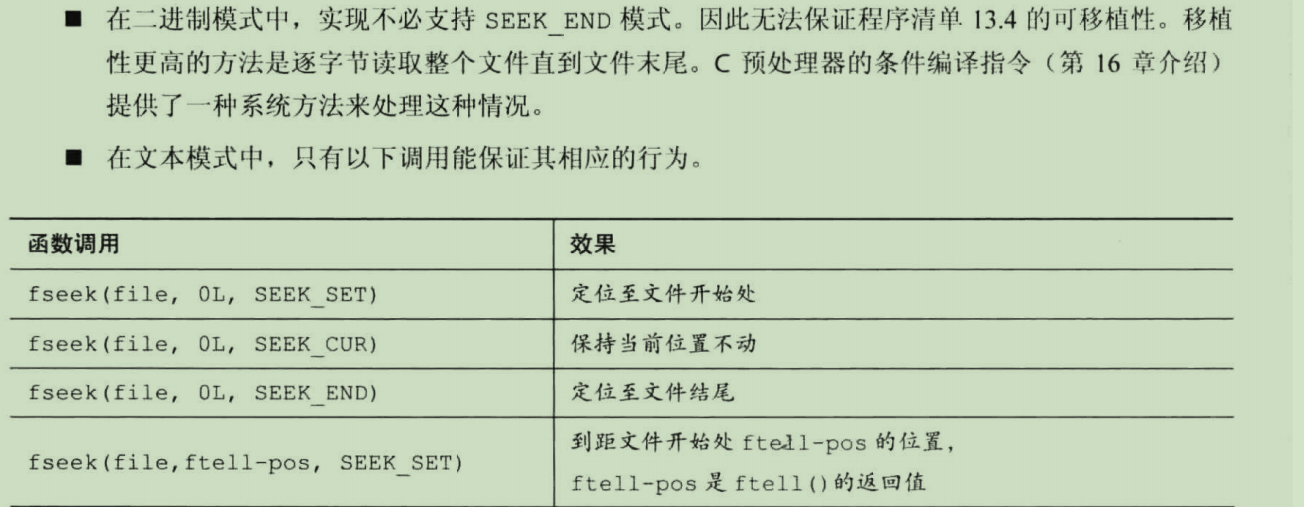 ■ 在二进制模式中，实现不必支持 SEEK_END 模式。因此无法保证程序清单 13.4 的可移植性。移植
性更高的方法是逐字节读取整个文件直到文件末尾。C 预处理器的条件编译指令（第 16 章介绍）
提供了一种系统方法来处理这种情况。
■ 在文本模式中，只有以下调用能保证其相应的行为。
函数调用 效果
fseek(file, 0L, SEEK_SET) 定位至文件开始处
fseek(file, 0L, SEEK_CUR) 保持当前位置不动
fseek(file, 0L, SEEK_END) 定位至文件结尾
fseek(file,ftell-pos, SEEK_SET) 到距文件开始处 ftell-pos 的位置，
ftell-pos 是 ftell()的返回值